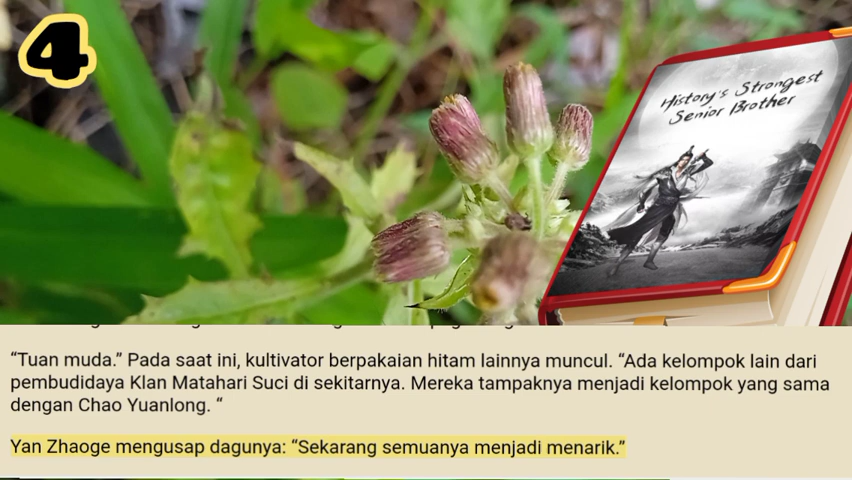 4
History's Strongest
Senior Brother
“Tuan muda.” Pada saat ini, kultivator berpakaian hitam lainnya muncul. “Ada kelompok lain dari
pembudidaya Klan Matahari Suci di sekitarnya. Mereka tampaknya menjadi kelompok yang sama
dengan Chao Yuanlong. “
Yan Zhaoge mengusap dagunya: “Sekarang semuanya menjadi menarik.”